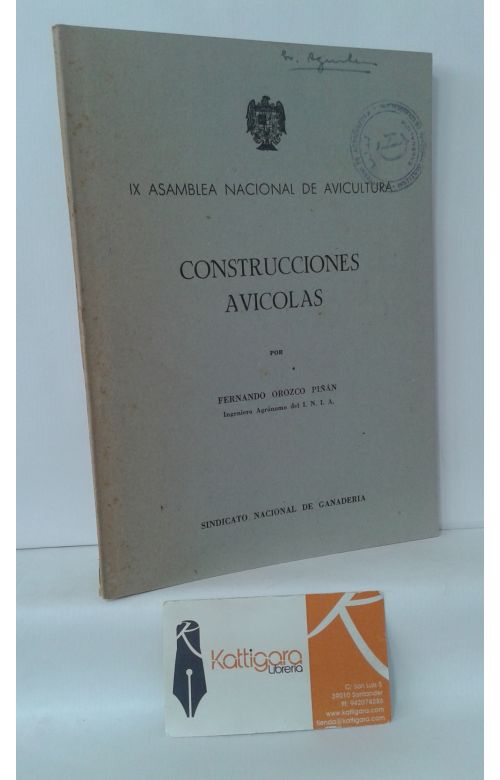 IX ASAMBLEA NACIONAL DE AVICULTURA
CONSTRUCCIONES
AVICOLAS
POR
FERNANDO OROZCO PIÑÁN
Ingeniero Agrónomo del I. N. I. A.
SINDICATO NACIONAL DE GANADERIA
Kattigara
Librería
C/ San Luis 5
39010 Santander
www.kattigara.com
tienda@kattigara.com